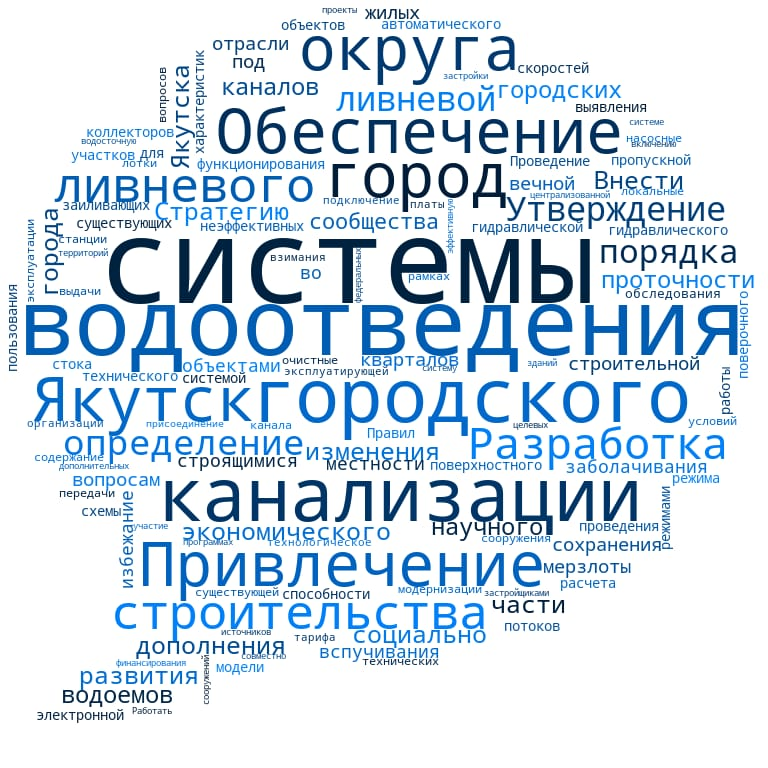 проекты
жилых
объектов
автоматического
отрасли
округа
под
скоростей
застройки
вопросов
Якутска
характеристик
каналов
ливневой
городских
выявления
Обеспечение
системе
коллекторов
водосточную
насосные
включению
участков
для
лотки
функционирования
город
Проведение
пропускной
ливневого
вечной
Внести
локальные
централизованной
заиливающих
Стратегию
подключение
платы
эффективную
Утверждение
существующих
неэффективных
сообщества
гидравлической
гидравлического
эксплуатации
города
станции
территорий
системы
взимания
во
федеральных
рамках
порядка
проточности
выдачи
обследования
пользования
водоотведения
поверочного
стока
объектами
очистные
кварталов
зданий
строительной
технического
системой
эксплуатирующей
систему
работы
Якутск
городского
организации
присоединение
канала
Правил
целевых
условий
определение
изменения
Разработка
содержание
дополнительных
строящимися
местности
поверхностного
заболачивания
вопросам
режима
передачи
канализации
избежание
схемы
участие
экономического
научного
проведения
режимами
программах
технологическое
сооружения
сохранения
Привлечение
мерзлоты
расчета
существующей
способности
модернизации
застройщиками
строительства
части
источников
тарифа
социально
потоков
дополнения
совместно
вспучивания
финансирования
сооружений
модели
технических
развития
водоемов
электронной
Работать